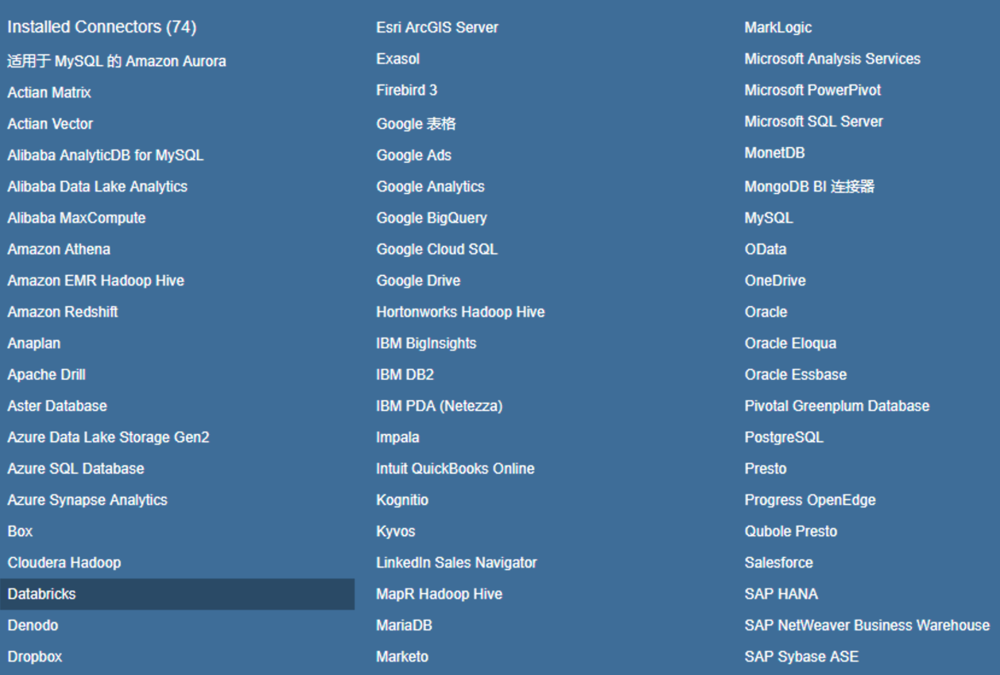 Installed Connectors (74)
适用于 MySQL 的 Amazon Aurora
Actian Matrix
Actian Vector
Alibaba AnalyticDB for MySQL
Alibaba Data Lake Analytics
Alibaba MaxCompute
Amazon Athena
Amazon EMR Hadoop Hive
Amazon Redshift
Anaplan
Apache Drill
Aster Database
Azure Data Lake Storage Gen2
Azure SQL Database
Azure Synapse Analytics
Box
Cloudera Hadoop
Databricks
Denodo
Dropbox
Esri ArcGIS Server
Exasol
Firebird 3
Google 表格
Google Ads
Google Analytics
Google BigQuery
Google Cloud SQL
Google Drive
Hortonworks Hadoop Hive
IBM BigInsights
IBM DB2
IBM PDA (Netezza)
Impala
Intuit QuickBooks Online
Kognitio
Kyvos
LinkedIn Sales Navigator
MapR Hadoop Hive
MariaDB
Marketo
MarkLogic
Microsoft Analysis Services
Microsoft PowerPivot
Microsoft SQL Server
MonetDB
MongoDB BI 连接器
MySQL
OData
OneDrive
Oracle
Oracle Eloqua
Oracle Essbase
Pivotal Greenplum Database
PostgreSQL
Presto
Progress OpenEdge
Qubole Presto
Salesforce
SAP HANA
SAP NetWeaver Business Warehouse
SAP Sybase ASE